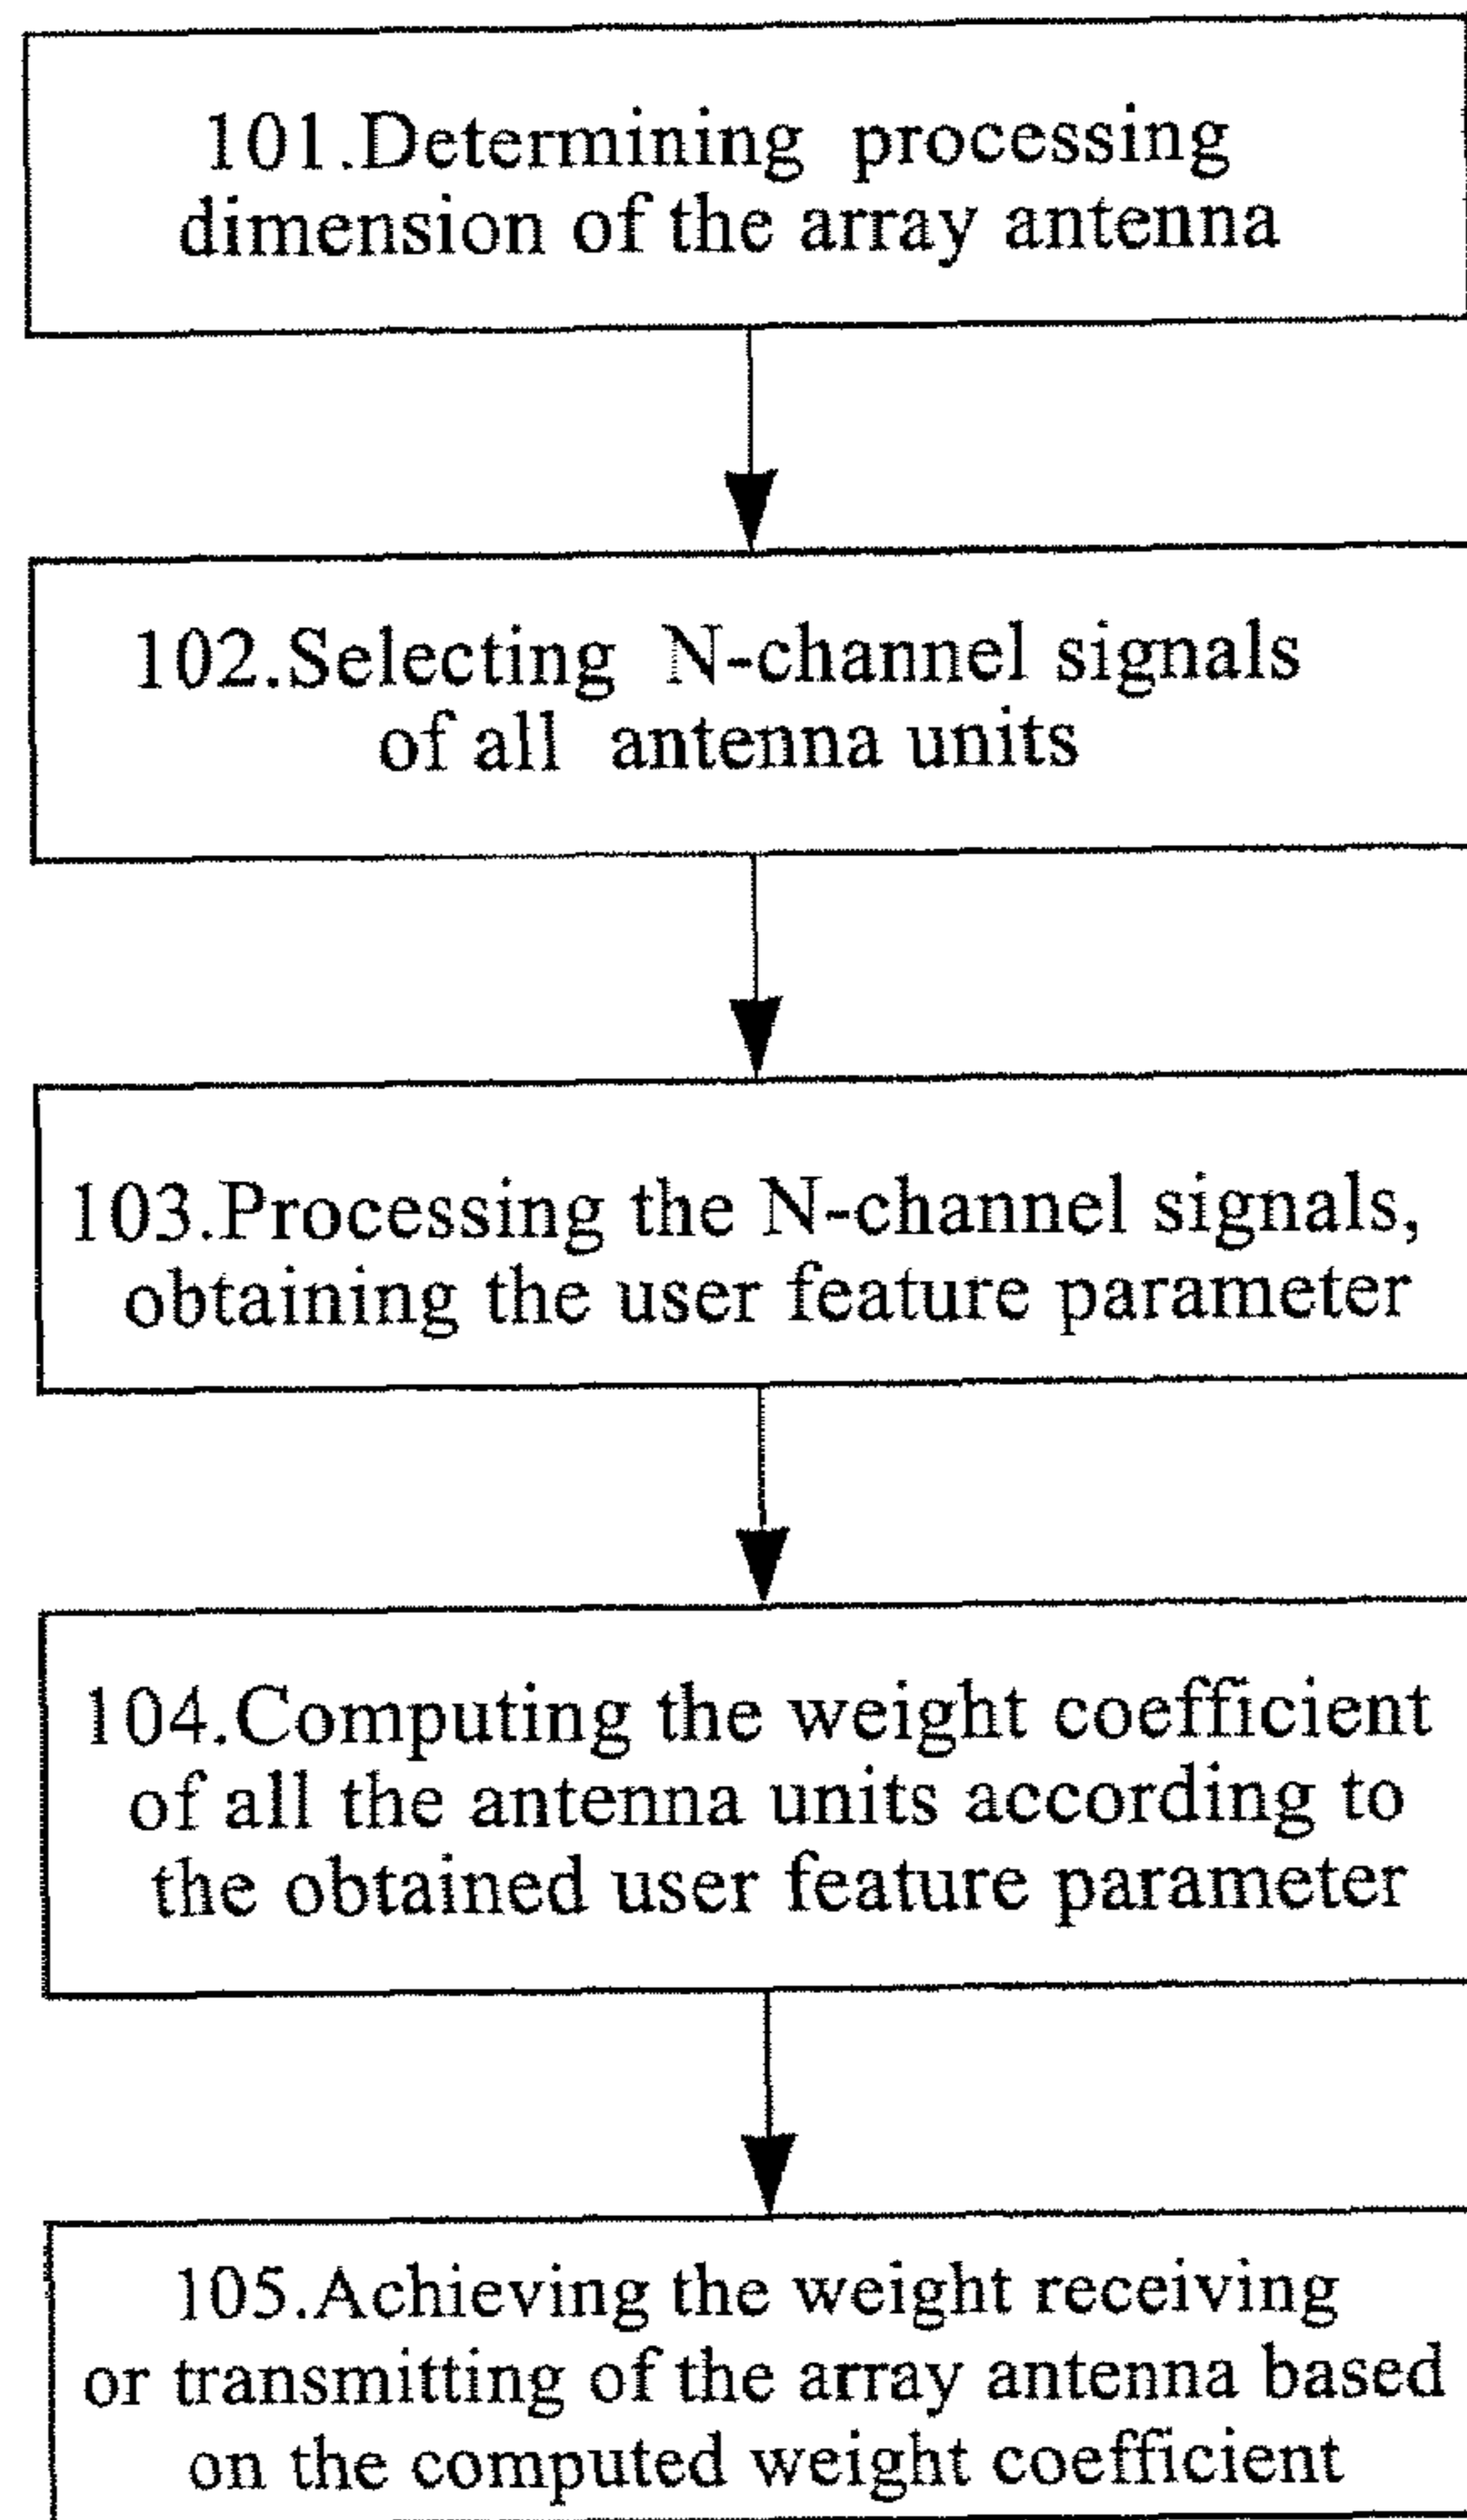 101.Determining processing
dimension of the array antenna
102.Selecting N-channel signals
of all antenna units
103.Processing the N-channel signals,
obtaining the user feature parameter
104.Computing the weight coefficient
of all the antenna units according to
the obtained user feature parameter
105.Achieving the weight receiving
or transmitting of the array antenna based
on the computed weight coefficient